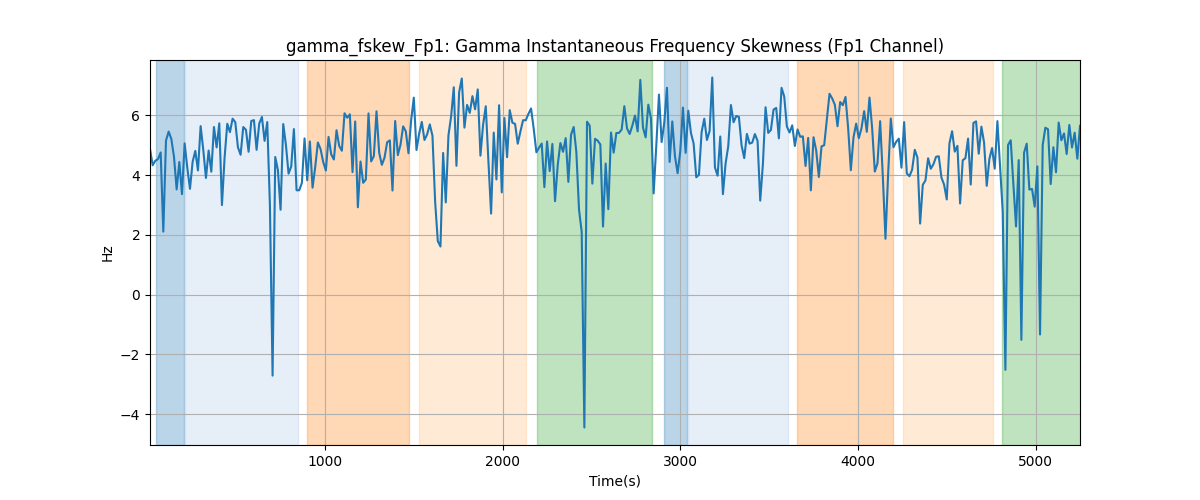 gamma_fskew_Fp1: Gamma Instantaneous Frequency Skewness (Fp1 Channel)
6
4
2
0
−2
−4
Hz
1000 2000 3000 4000 5000
Time(s)